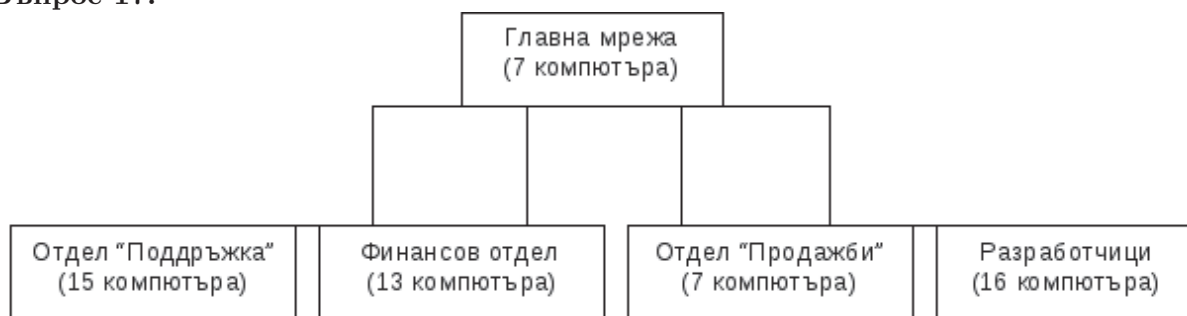 Въпрос 17.
Главна мрежа
(7 компютъра)
Отдел “Поддръжка”
(15 компютъра)
Финансов отдел
(13 компютъра)
Отдел “Продажби”
(7 компютъра)
Разработчици
(16 компютъра)